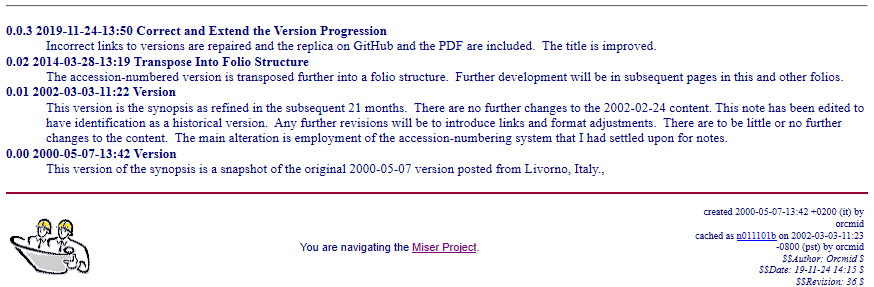 0.0.3 2019-11-24-13:50 Correct and Extend the Version Progression
Incorrect links to versions are repaired and the replica on GitHub and the PDF are included.  The title is improved.
0.02 2014-03-28-13:19 Transpose Into Folio Structure
The accession-numbered version is transposed further into a folio structure.  Further development will be in subsequent pages in this and other folios.
0.01 2002-03-03-11:22 Version
This version is the synopsis as refined in the subsequent 21 months.  There are no further changes to the 2002-02-24 content. This note has been edited to
have identification as a historical version.  Any further revisions will be to introduce links and format adjustments.  There are to be little or no further
changes to the content.  The main alteration is employment of the accession-numbering system that I had settled upon for notes.
0.00 2000-05-07-13:42 Version
This version of the synopsis is a snapshot of the original 2000-05-07 version posted from Livorno, Italy.,
You are navigating the Miser Project.
created 2000-05-07-13:42 +0200 (it) by
orcmid
cached as n011101b on 2002-03-03-11:23
-0800 (pst) by orcmid
$$Author: Orcmid $
$$Date: 19-11-24 14:15 $
$$Revision: 36 $